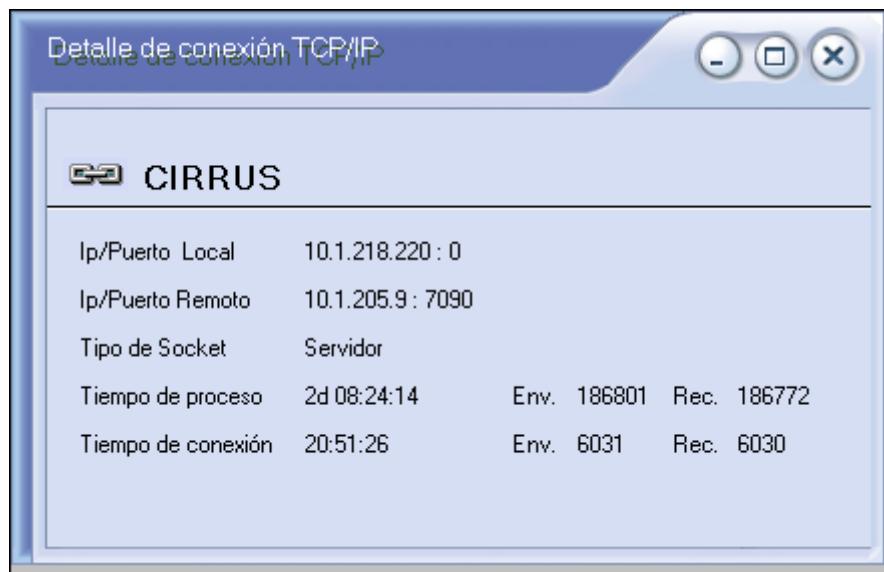 Detalle de conexión TCP/IP
CIRRUS
Ip/Puerto Local 10.1.218.220 : 0
Ip/Puerto Remoto 10.1.205.9 : 7090
Tipo de Socket Servidor
Tiempo de proceso 2d 08:24:14 Env. 186801 Rec. 186772
Tiempo de conexión 20:51:26 Env. 6031 Rec. 6030